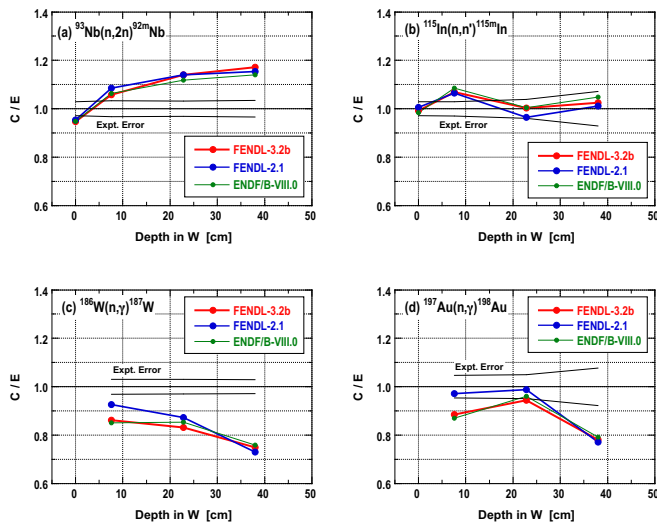 (a) ⁹³Nb(n,2n)⁹²ᵐNb
1.4
1.2
1.0
0.8
0.6
C / E
Expt. Error
FENDL-3.2b
FENDL-2.1
ENDF/B-VIII.0
0 10 20 30 40 50
Depth in W [cm]
(b) ¹¹⁵In(n,n')¹¹⁵ᵐIn
1.4
1.2
1.0
0.8
0.6
C / E
Expt. Error
FENDL-3.2b
FENDL-2.1
ENDF/B-VIII.0
0 10 20 30 40 50
Depth in W [cm]
(c) ¹⁸⁶W(n,γ)¹⁸⁷W
1.4
1.2
1.0
0.8
0.6
C / E
FENDL-3.2b
FENDL-2.1
ENDF/B-VIII.0
Expt. Error
0 10 20 30 40 50
Depth in W [cm]
(d) ¹⁹⁷Au(n,γ)¹⁹⁸Au
1.4
1.2
1.0
0.8
0.6
C / E
FENDL-3.2b
FENDL-2.1
ENDF/B-VIII.0
Expt. Error
0 10 20 30 40 50
Depth in W [cm]